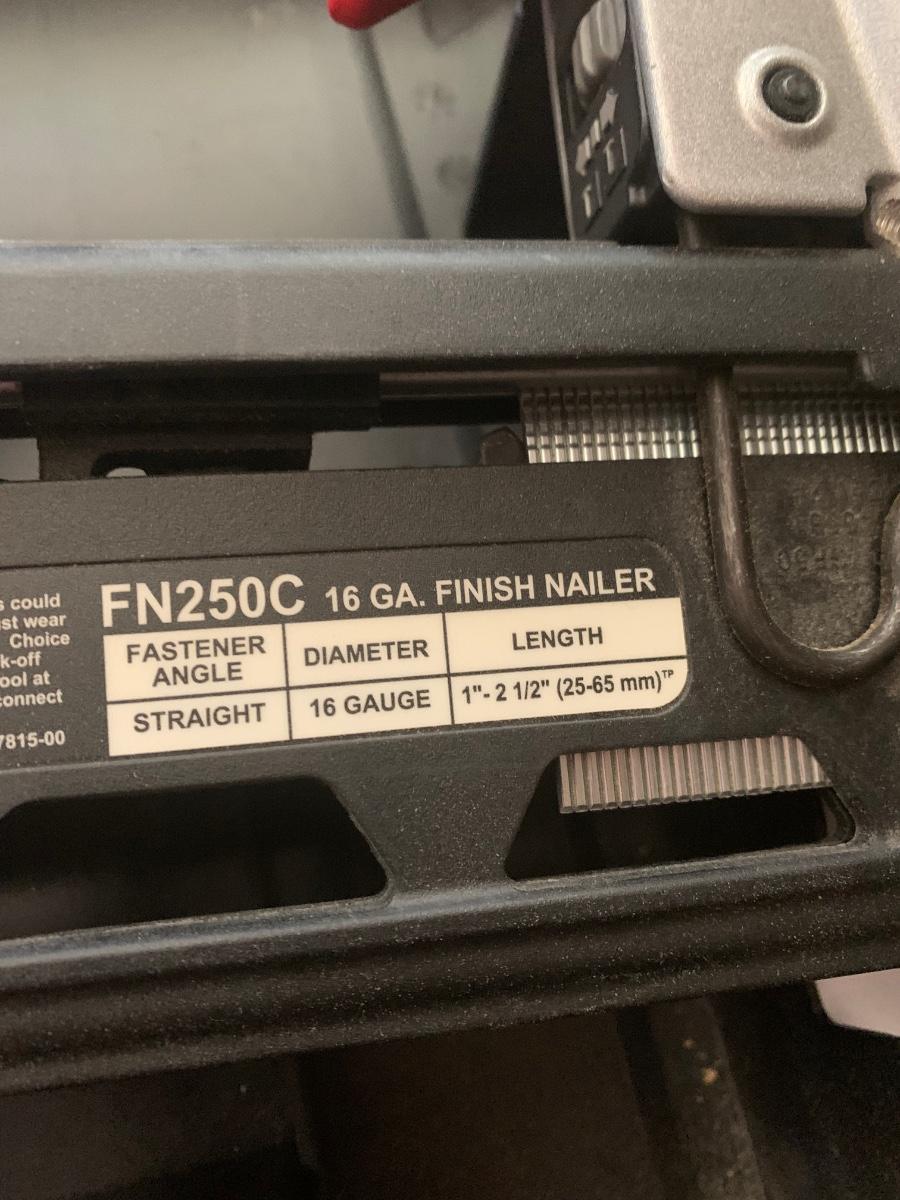 s could
st wear
Choice
k-off
ool at
connect
7815-00
FN250C 16 GA. FINISH NAILER
FASTENER ANGLE DIAMETER LENGTH
STRAIGHT 16 GAUGE 1"- 2 1/2" (25-65 mm)TP